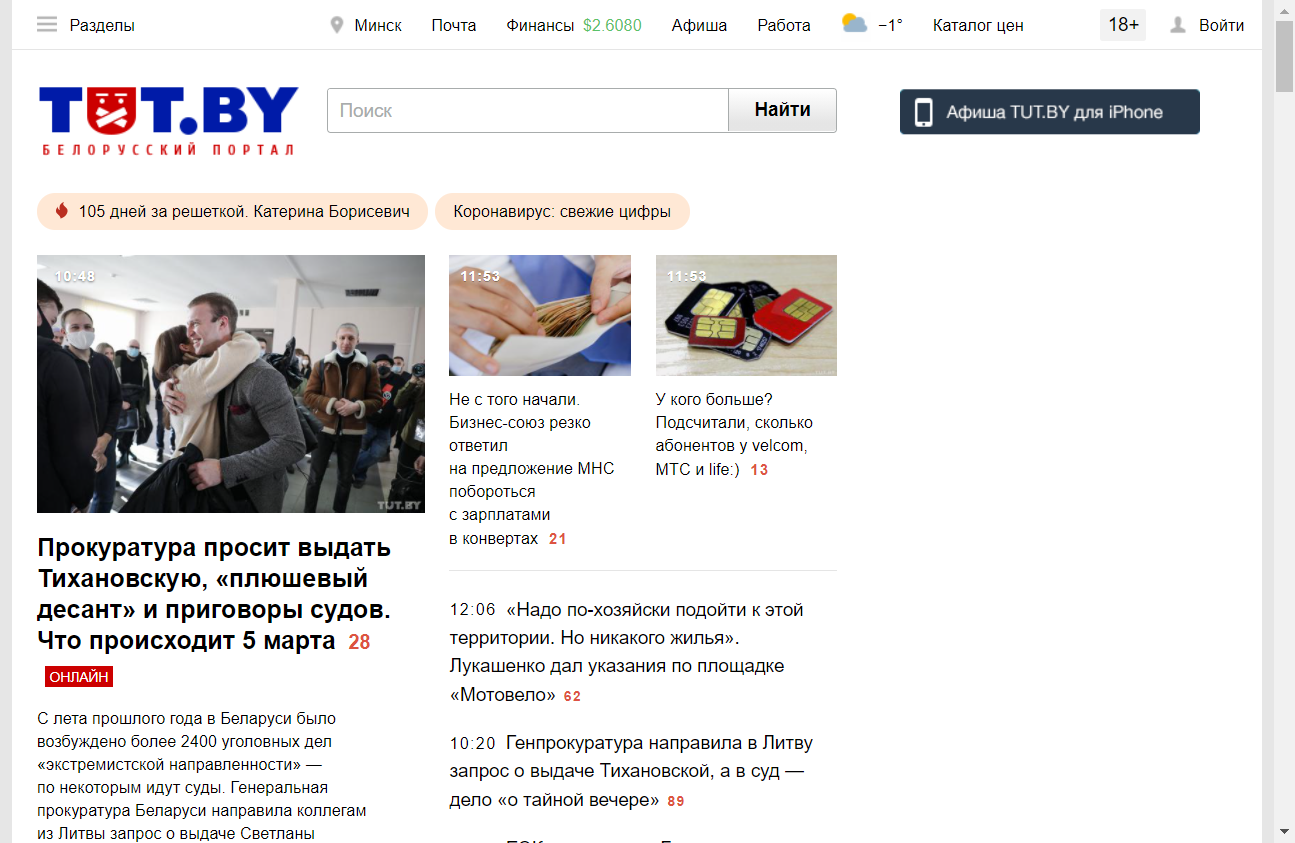 Разделы
Минск
Почта
Финансы $2.6080
Афиша
Работа
−1°
Каталог цен
18+
Войти
TUT.BY
БЕЛОРУССКИЙ ПОРТАЛ
Поиск
Найти
Афиша TUT.BY для iPhone
105 дней за решеткой. Катерина Борисевич
Коронавирус: свежие цифры
10:48
TUT.BY
Прокуратура просит выдать
Тихановскую, «плюшевый
десант» и приговоры судов.
Что происходит 5 марта 28
ОНЛАЙН
С лета прошлого года в Беларуси было
возбуждено более 2400 уголовных дел
«экстремистской направленности» —
по некоторым идут суды. Генеральная
прокуратура Беларуси направила коллегам
из Литвы запрос о выдаче Светланы
11:53
Не с того начали.
Бизнес-союз резко
ответил
на предложение МНС
побороться
с зарплатами
в конвертах 21
11:53
У кого больше?
Подсчитали, сколько
абонентов у velcom,
МТС и life:) 13
12:06 «Надо по-хозяйски подойти к этой
территории. Но никакого жилья».
Лукашенко дал указания по площадке
«Мотовело» 62
10:20 Генпрокуратура направила в Литву
запрос о выдаче Тихановской, а в суд —
дело «о тайной вечере» 89